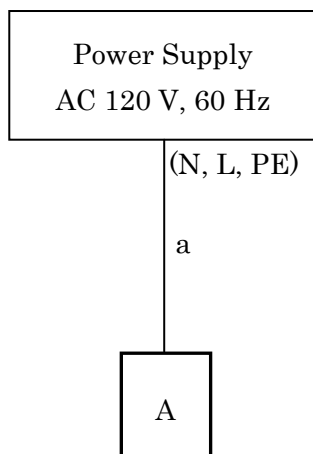 Power Supply
AC 120 V, 60 Hz
(N, L, PE)
a
A